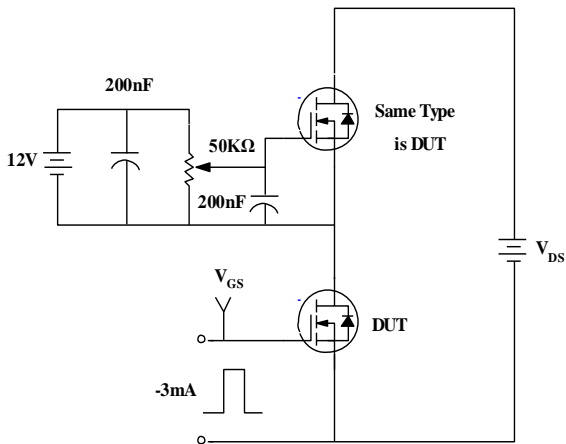 200nF
Same Type
is DUT
50KΩ
12V
200nF
V_DS
V_GS
DUT
-3mA